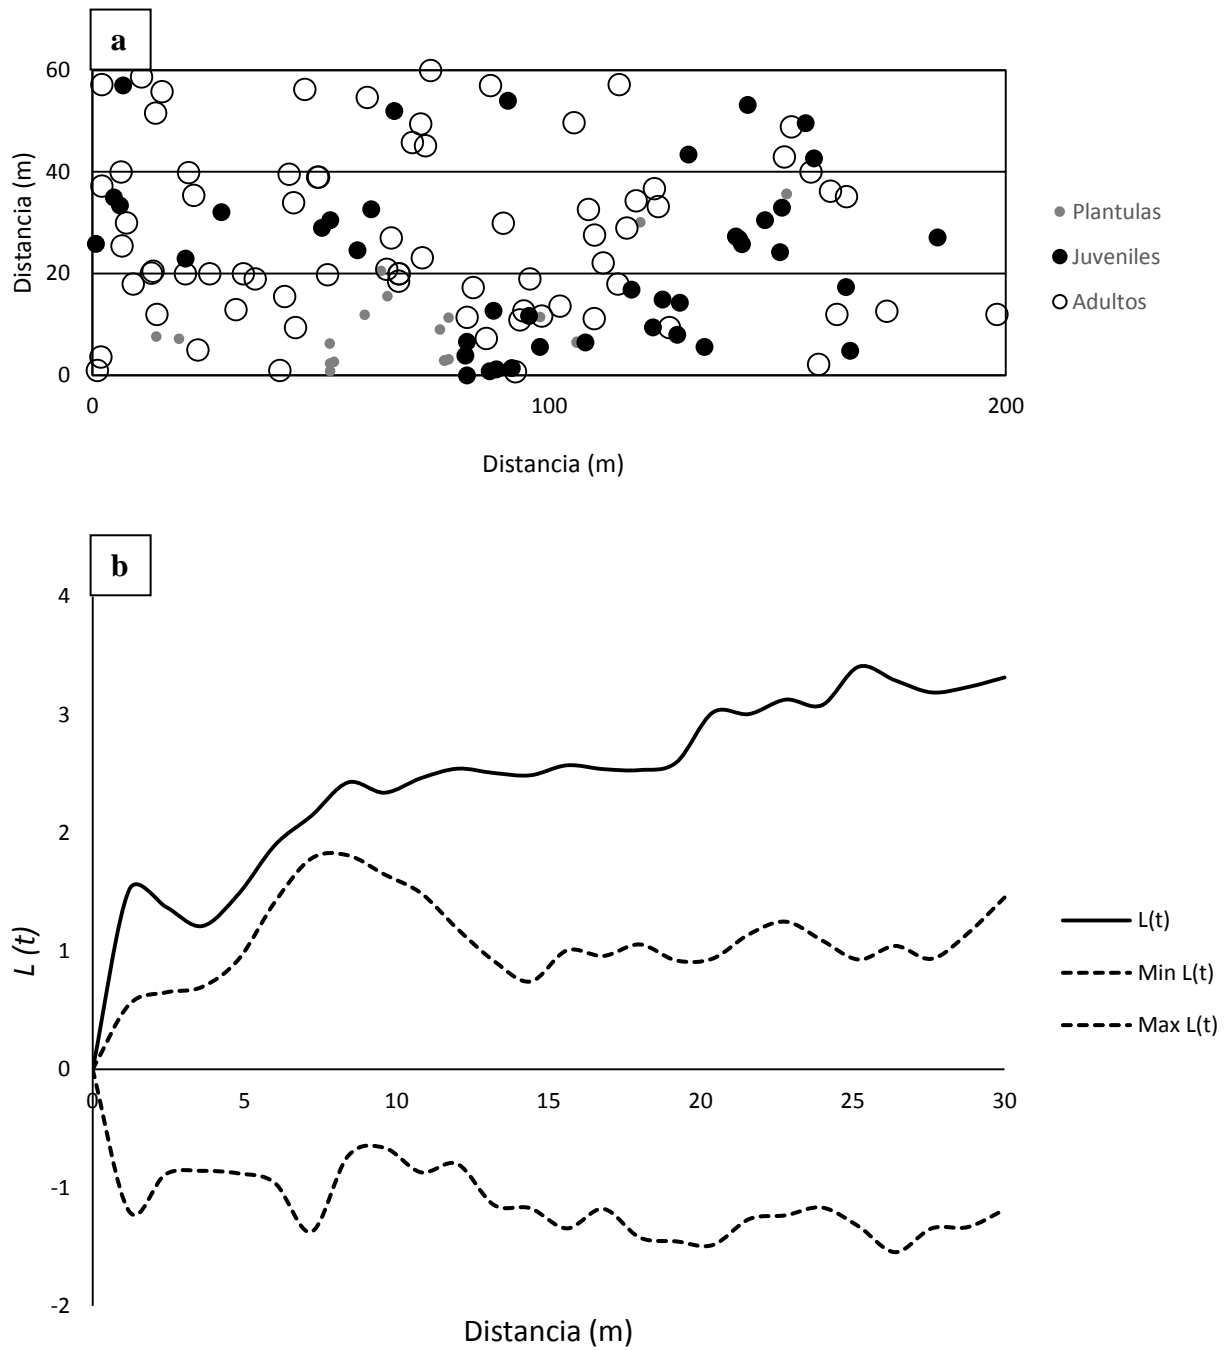 a
60
40
20
0
Distancia (m)
0 100 200
Distancia (m)
Plantulas
Juveniles
Adultos
b
4
3
2
1
0
-1
-2
L (t)
0 5 10 15 20 25 30
Distancia (m)
L(t)
Min L(t)
Max L(t)